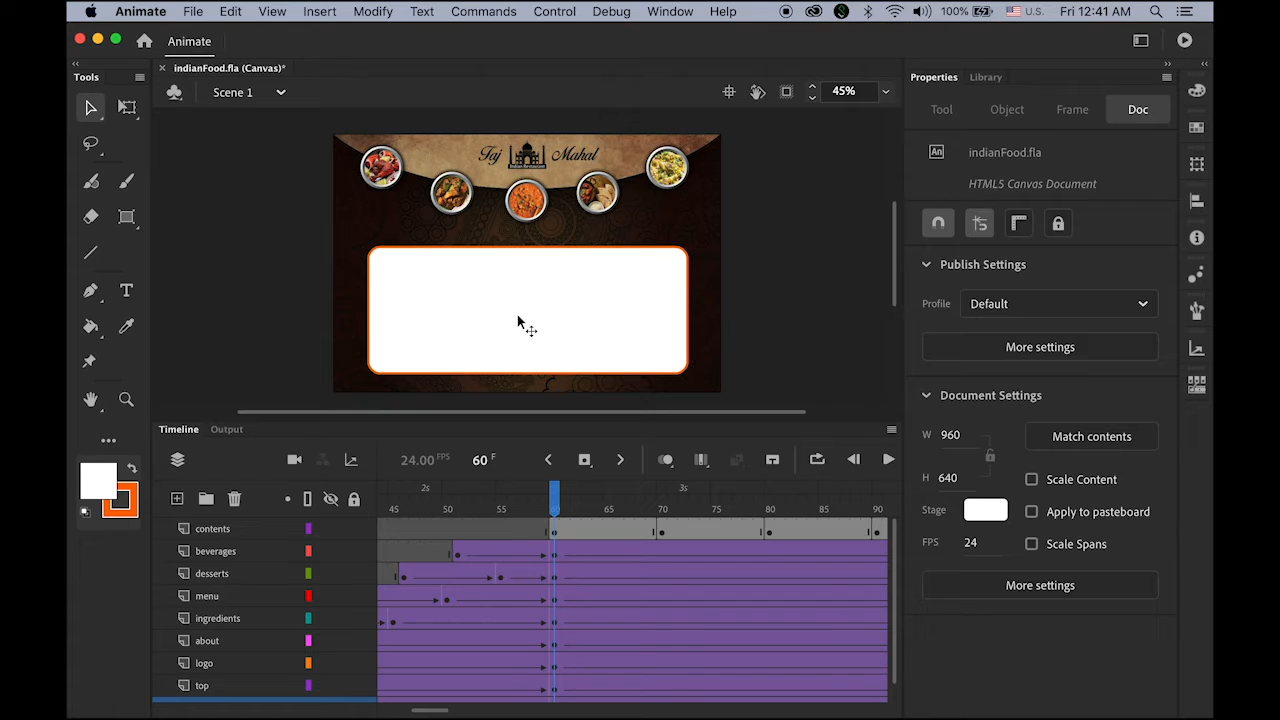 Animate File Edit View Insert Modify Text Commands Control Debug Window Help 100% U.S. Fri 12:41 AM
Animate
Tools
indianFood.fla (Canvas)*
Scene 1
45%
Taj Mahal
Indian Restaurant
Properties Library
Tool Object Frame Doc
An indianFood.fla
HTML5 Canvas Document
Publish Settings
Profile Default
More settings
Document Settings
W 960 Match contents
H 640 Scale Content
Stage Apply to pasteboard
FPS 24 Scale Spans
More settings
Timeline Output
24.00 FPS 60 F
2s 3s
45 50 55 60 65 70 75 80 85 90
contents
beverages
desserts
menu
ingredients
about
logo
top